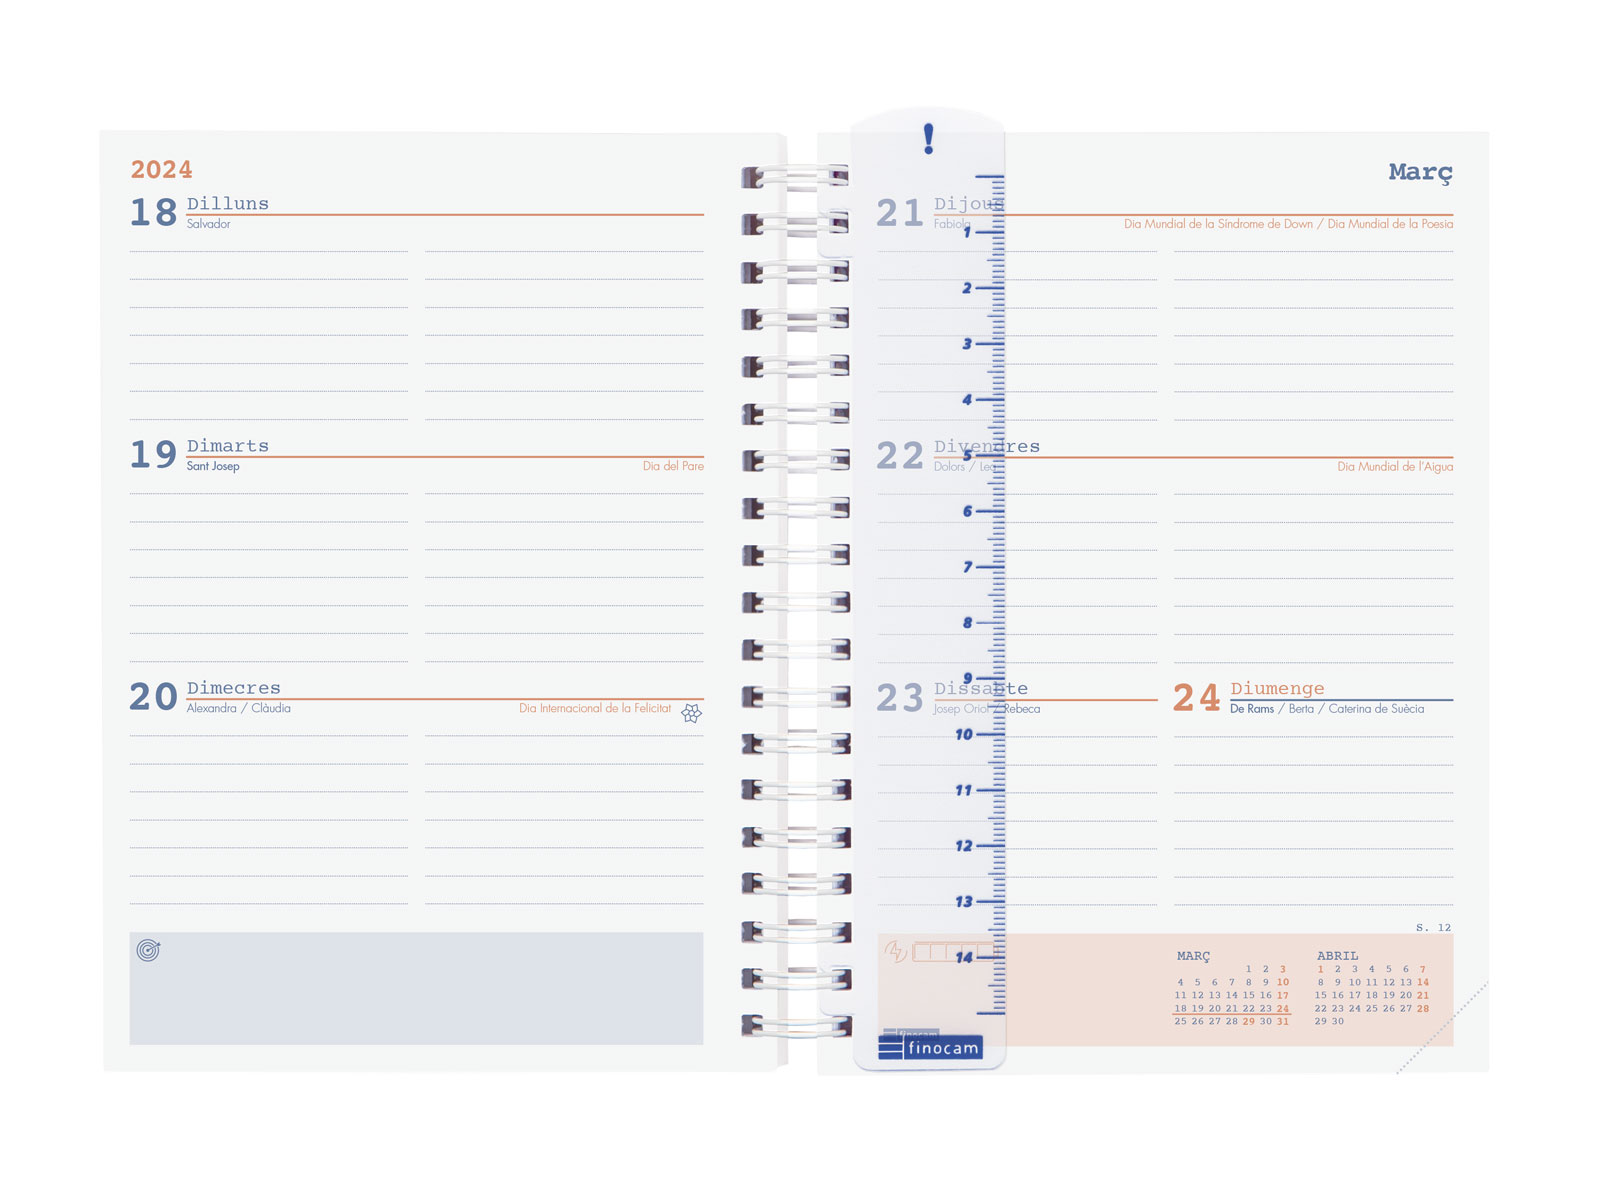 2024
18 Dilluns
Salvador
19 Dimarts
Sant Josep Dia del Pare
20 Dimecres
Alexandra / Clàudia Dia Internacional de la Felicitat
Març
21 Dijous
Fabiola Dia Mundial de la Síndrome de Down / Dia Mundial de la Poesia
22 Divendres
Dolors / Lea Dia Mundial de l'Aigua
23 Dissabte
Josep Oriol / Rebeca
24 Diumenge
De Rams / Berta / Caterina de Suècia
S. 12
MARÇ
1 2 3
4 5 6 7 8 9 10
11 12 13 14 15 16 17
18 19 20 21 22 23 24
25 26 27 28 29 30 31
ABRIL
1 2 3 4 5 6 7
8 9 10 11 12 13 14
15 16 17 18 19 20 21
22 23 24 25 26 27 28
29 30
!
1
2
3
4
5
6
7
8
9
10
11
12
13
14
finocam
finocam